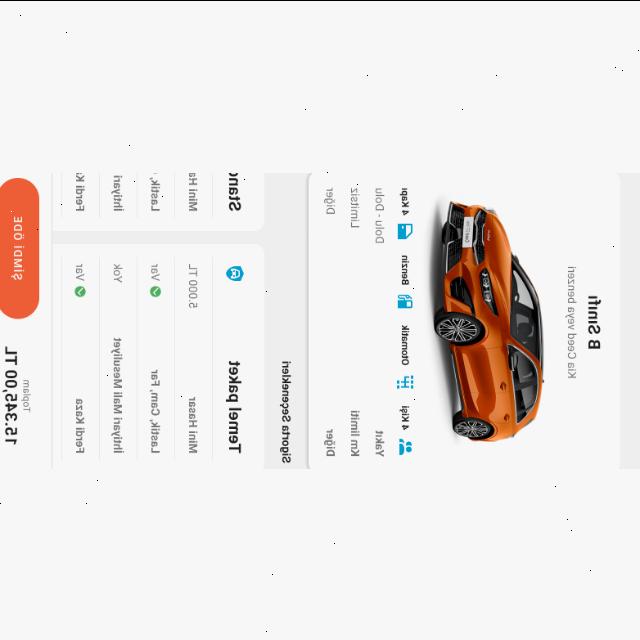 B Sınıfı
Kia Ceed veya benzeri
4 Kişi Otomatik Benzin 4 Kapı
Yakıt Dolu - Dolu
Km limiti Limitsiz
Diğer Diğer
Sigorta Seçenekleri
Temel paket
Mini Hasar 5.000 TL
Lastik, Cam, Far Var
İhtiyari Mali Mesuliyet Yok
Ferdi Kaza Var
Stand
Mini Ha
Lastik,
İhtiyari
Ferdi K
Toplam
15.345,00 TL
ŞİMDİ ÖDE